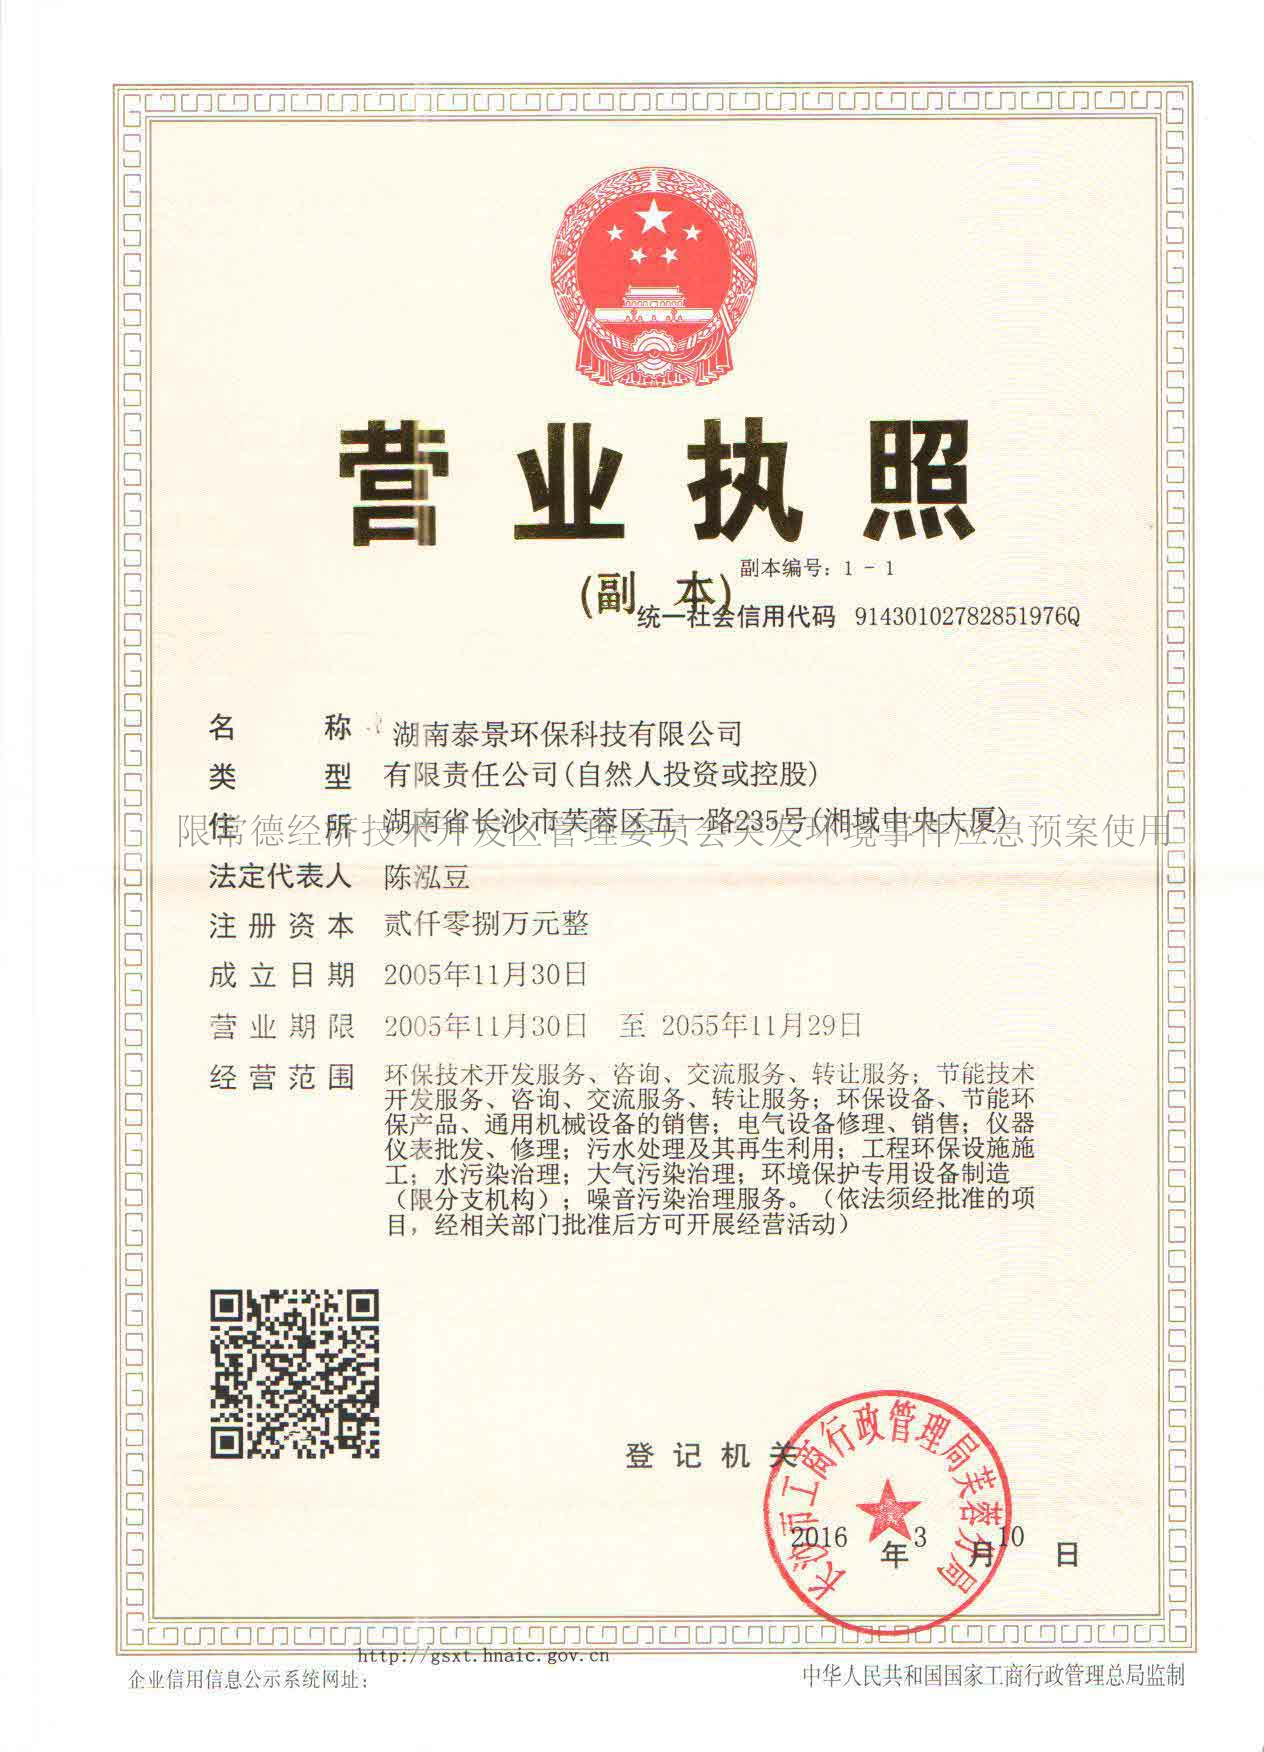 营业执照
(副 本)
副本编号：1 - 1
统一社会信用代码 91430102782851976Q
名称 湖南泰景环保科技有限公司
类型 有限责任公司(自然人投资或控股)
住所 湖南省长沙市芙蓉区五一路235号(湘域中央大厦)
限常德经济技术开发区管理委员会突发环境事件应急预案使用
法定代表人 陈泓豆
注册资本 贰仟零捌万元整
成立日期 2005年11月30日
营业期限 2005年11月30日 至 2055年11月29日
经营范围 环保技术开发服务、咨询、交流服务、转让服务；节能技术
开发服务、咨询、交流服务、转让服务；环保设备、节能环
保产品、通用机械设备的销售；电气设备修理、销售；仪器
仪表批发、修理；污水处理及其再生利用；工程环保设施施
工；水污染治理；大气污染治理；环境保护专用设备制造
（限分支机构）；噪音污染治理服务。（依法须经批准的项
目，经相关部门批准后方可开展经营活动）
登记机关
长沙市工商行政管理局芙蓉分局
2016年3月10日
http://gsxt.hnaic.gov.cn
企业信用信息公示系统网址：
中华人民共和国国家工商行政管理总局监制